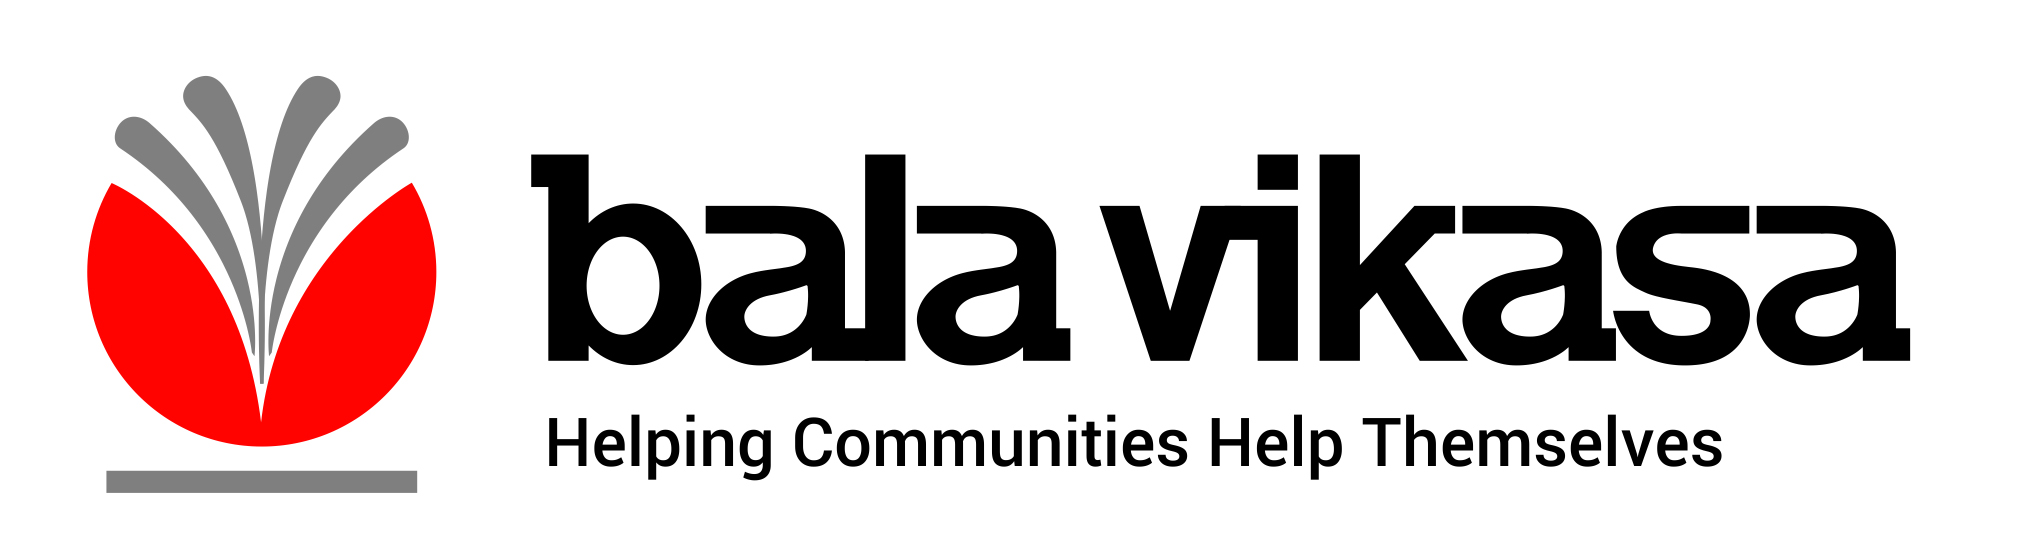 bala vikasa
Helping Communities Help Themselves